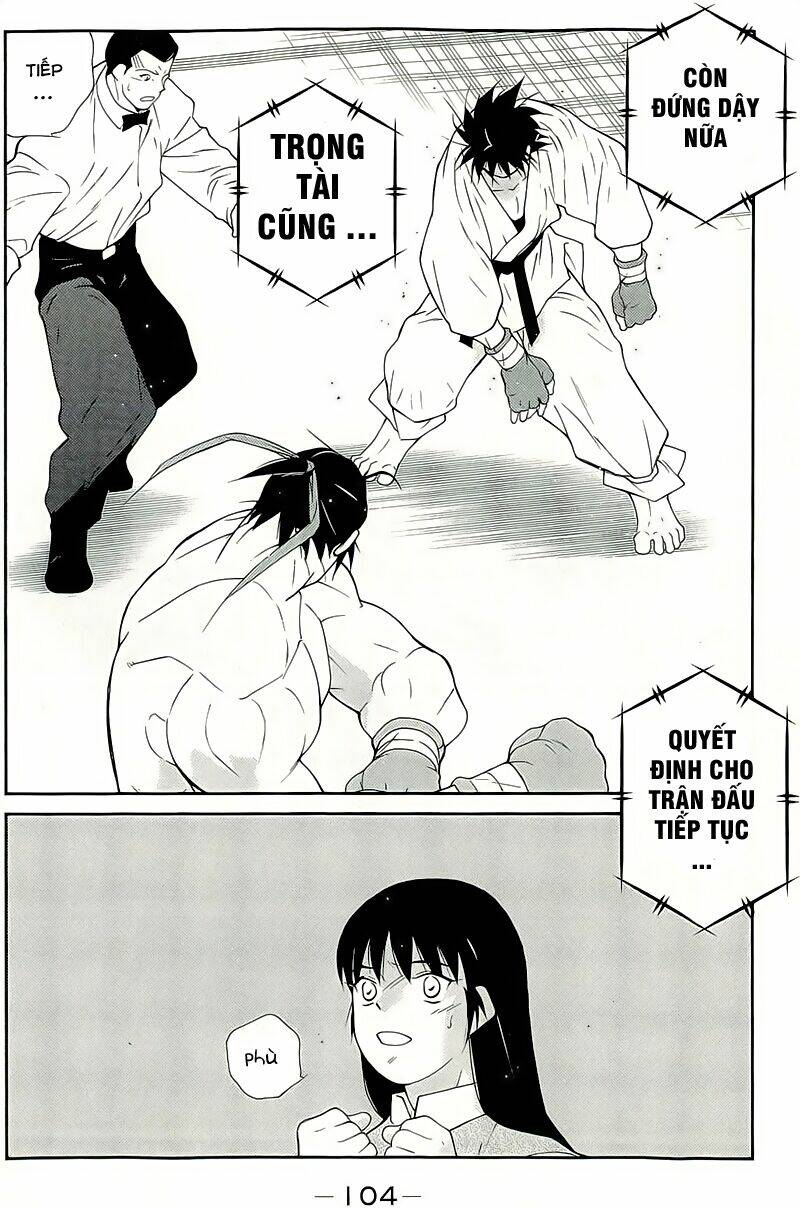 CÒN
ĐỨNG DẬY
NỮA
TIẾP
...
TRỌNG
TÀI
CŨNG ...
QUYẾT
ĐỊNH CHO
TRẬN ĐẤU
TIẾP TỤC
...
PHÙ
—104—